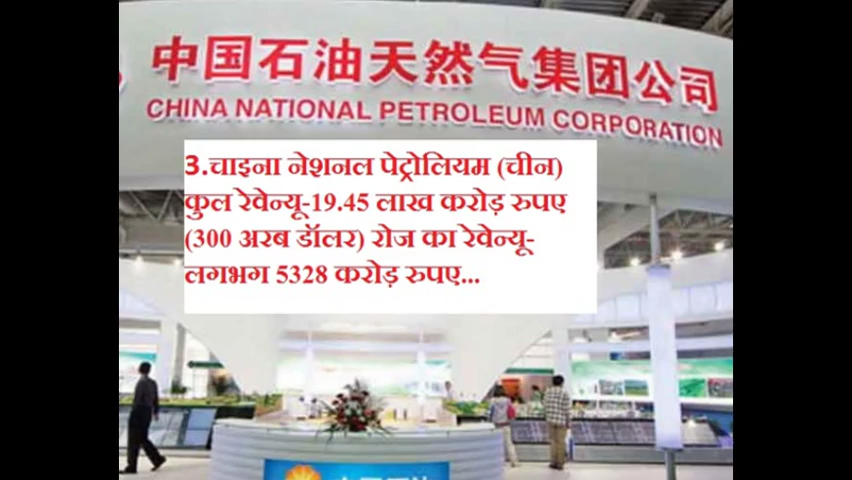 中国石油天然气集团公司
CHINA NATIONAL PETROLEUM CORPORATION
3.चाइना नेशनल पेट्रोलियम (चीन)
कुल रेवेन्यू-19.45 लाख करोड़ रुपए
(300 अरब डॉलर) रोज का रेवेन्यू-
लगभग 5328 करोड़ रुपए...